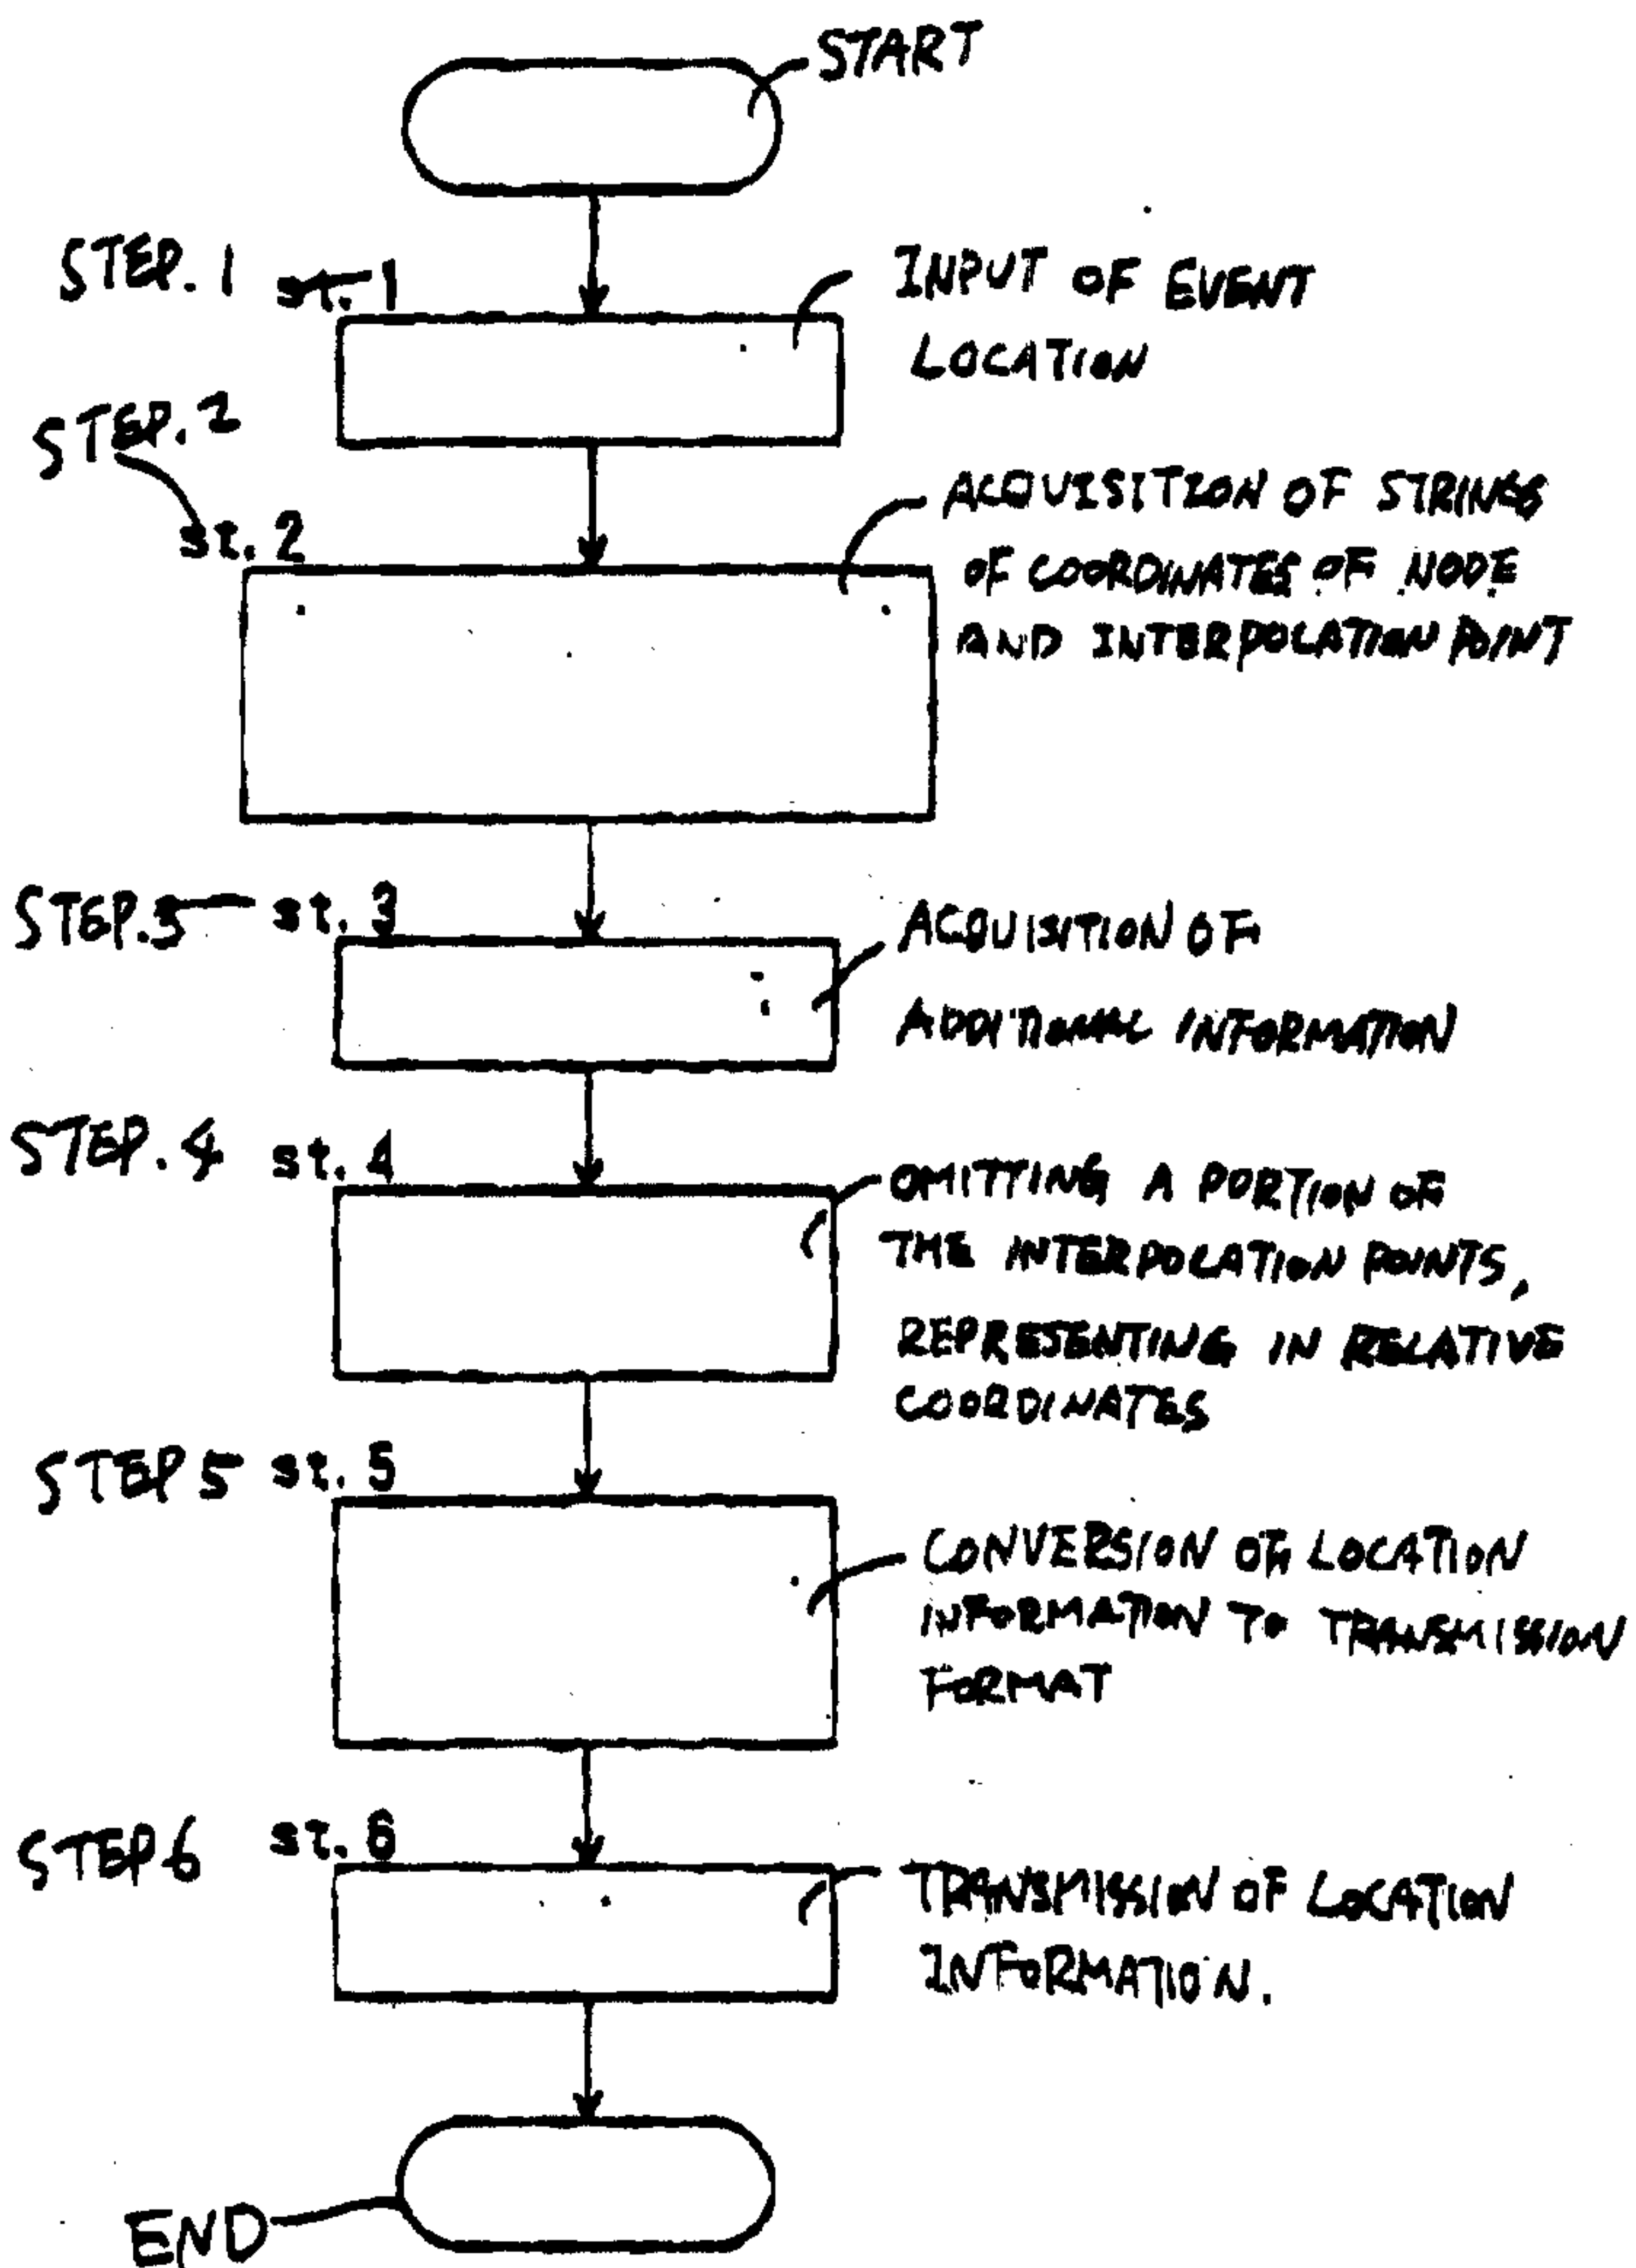 START
STEP. 1 st. 1
INPUT OF EVENT
LOCATION
STEP. 2
st. 2
ACQUISITION OF STRINGS
OF COORDINATES OF NODE
AND INTERPOLATION POINT
STEP. 3 st. 3
ACQUISITION OF
ADDITIONAL INFORMATION
STEP. 4 st. 4
OMITTING A PORTION OF
THE INTERPOLATION POINTS,
REPRESENTING IN RELATIVE
COORDINATES
STEP 5 st. 5
CONVERSION OF LOCATION
INFORMATION TO TRANSMISSION
FORMAT
STEP 6 st. 6
TRANSMISSION OF LOCATION
INFORMATION.
END